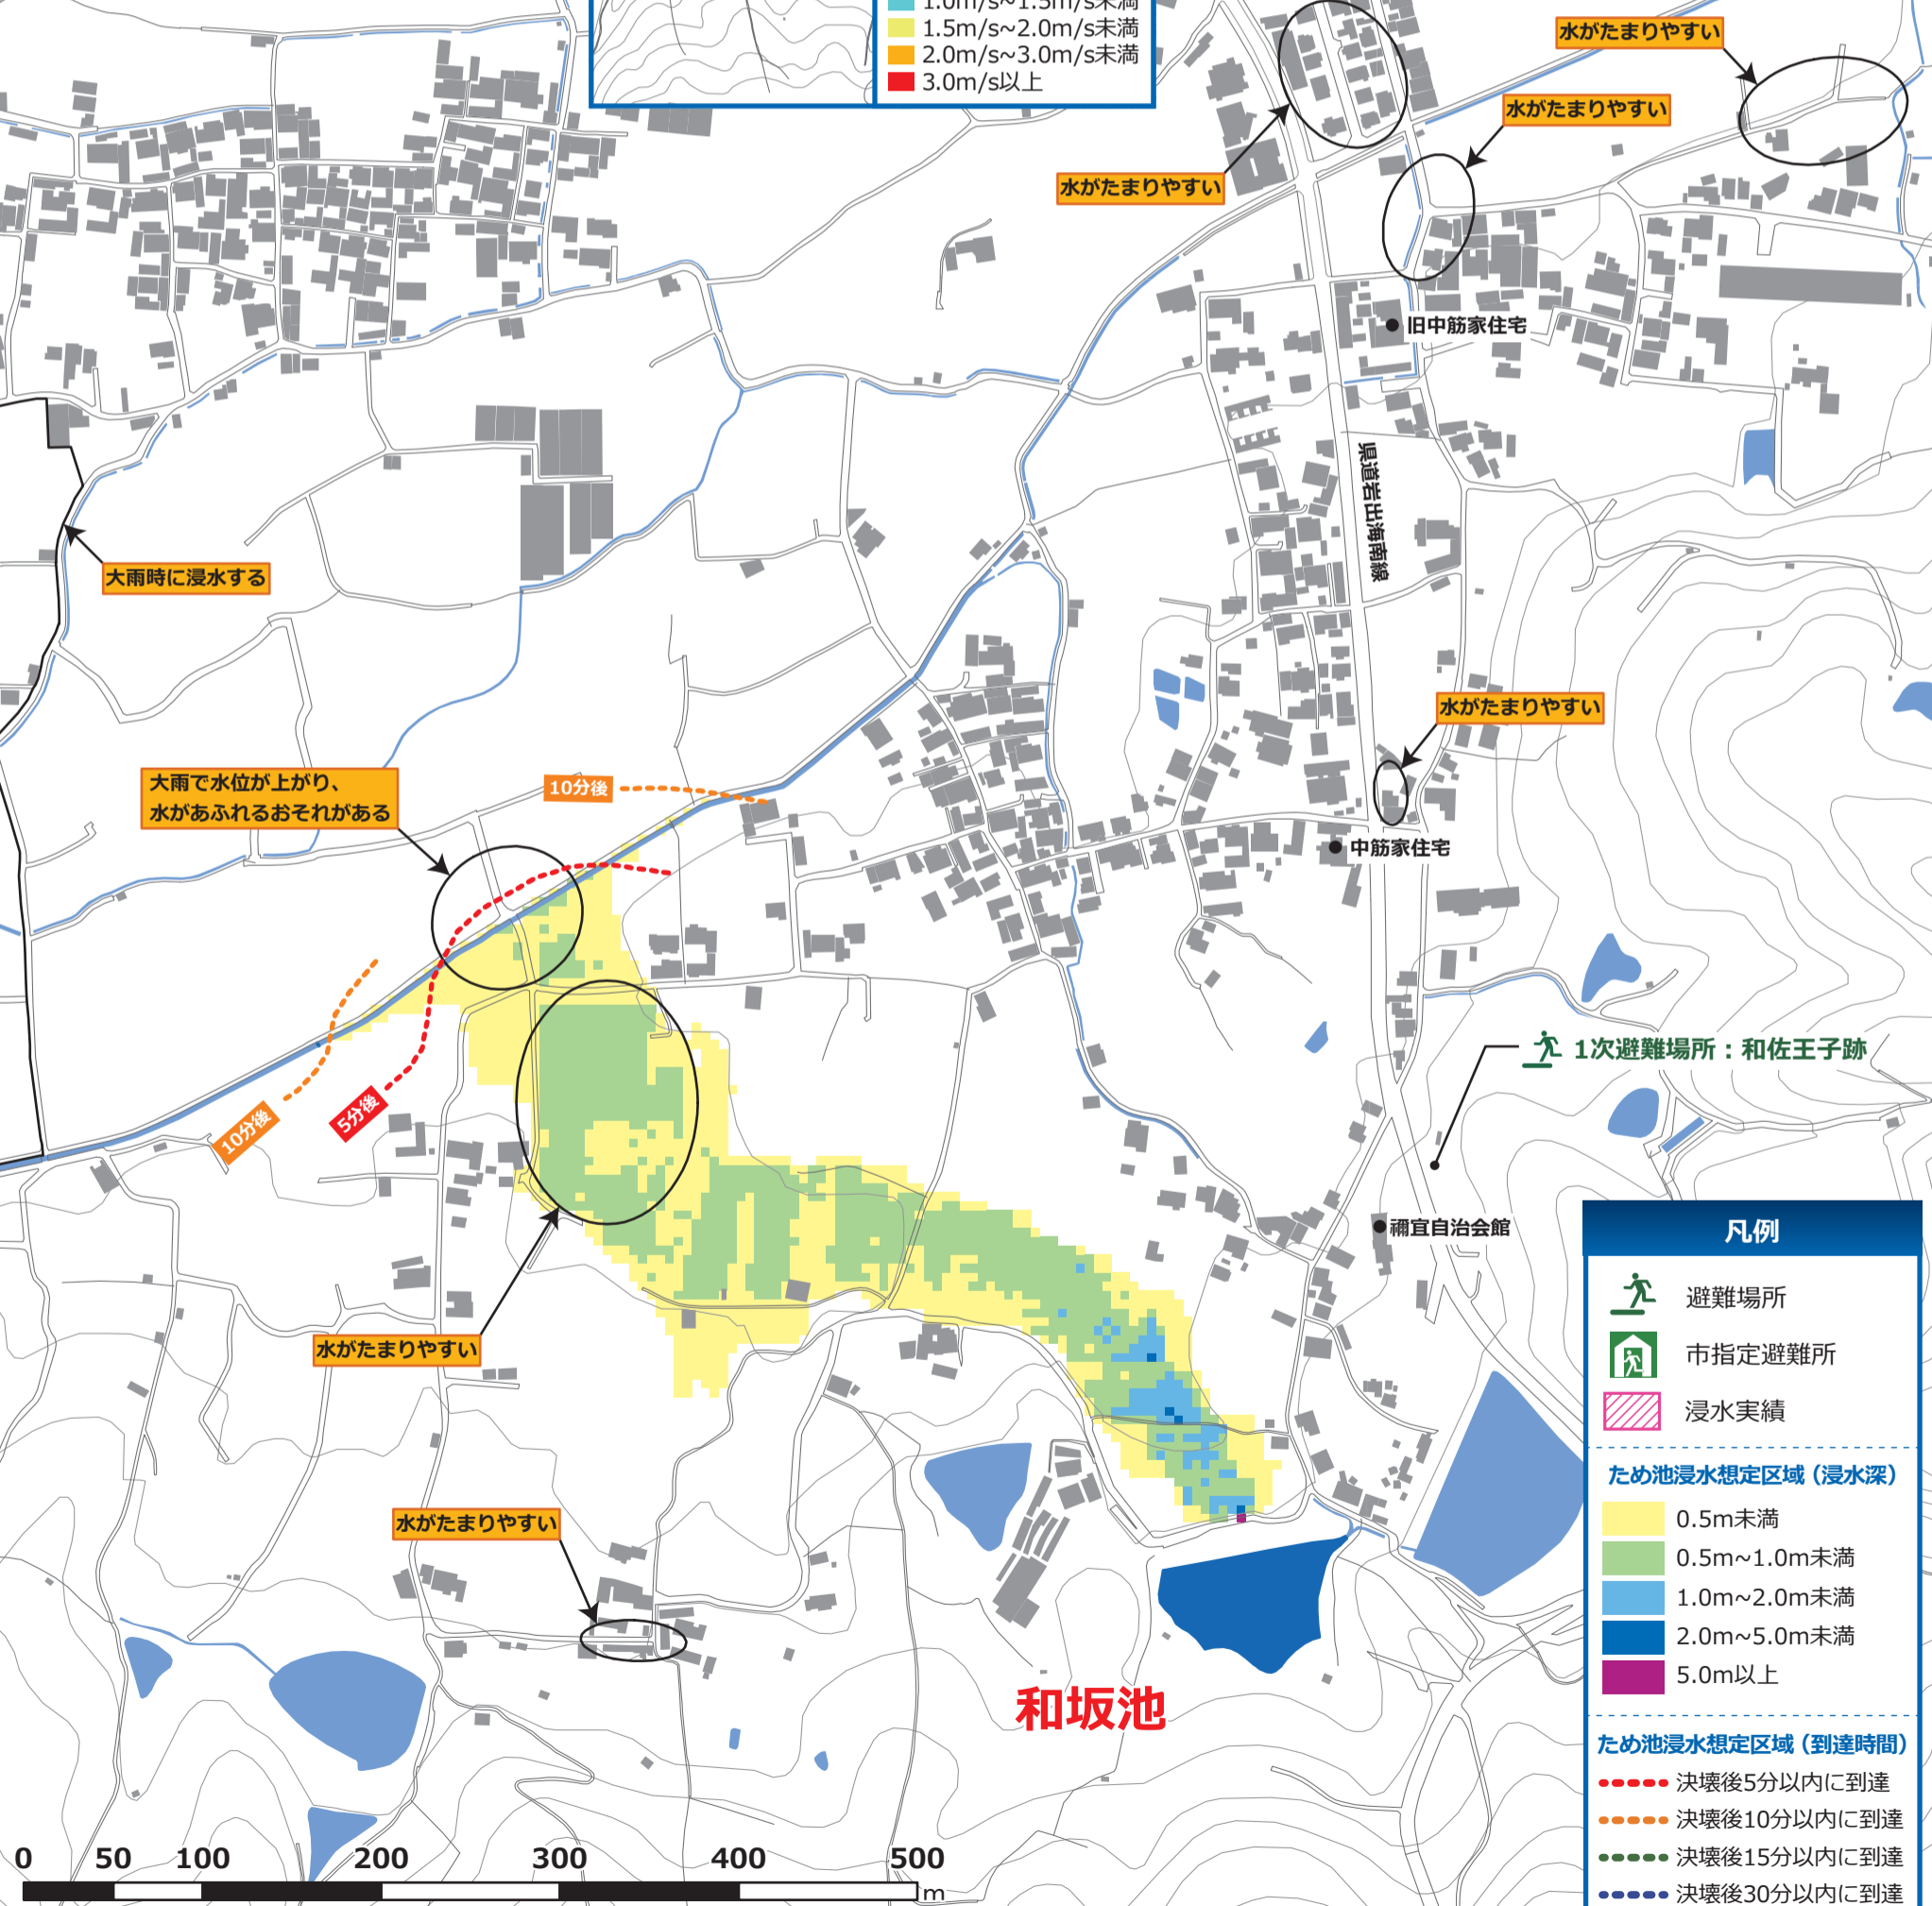 1.0m/s~1.5m/s未満
1.5m/s~2.0m/s未満
2.0m/s~3.0m/s未満
3.0m/s以上
水がたまりやすい
水がたまりやすい
水がたまりやすい
旧中筋家住宅
県道岩出海南線
大雨時に浸水する
水がたまりやすい
大雨で水位が上がり、
水があふれるおそれがある
10分後
中筋家住宅
1次避難場所：和佐王子跡
5分後
10分後
禰宜自治会館
水がたまりやすい
水がたまりやすい
和坂池
凡例
避難場所
市指定避難所
浸水実績
ため池浸水想定区域（浸水深）
0.5m未満
0.5m~1.0m未満
1.0m~2.0m未満
2.0m~5.0m未満
5.0m以上
ため池浸水想定区域（到達時間）
決壊後5分以内に到達
決壊後10分以内に到達
決壊後15分以内に到達
決壊後30分以内に到達
0 50 100 200 300 400 500
m